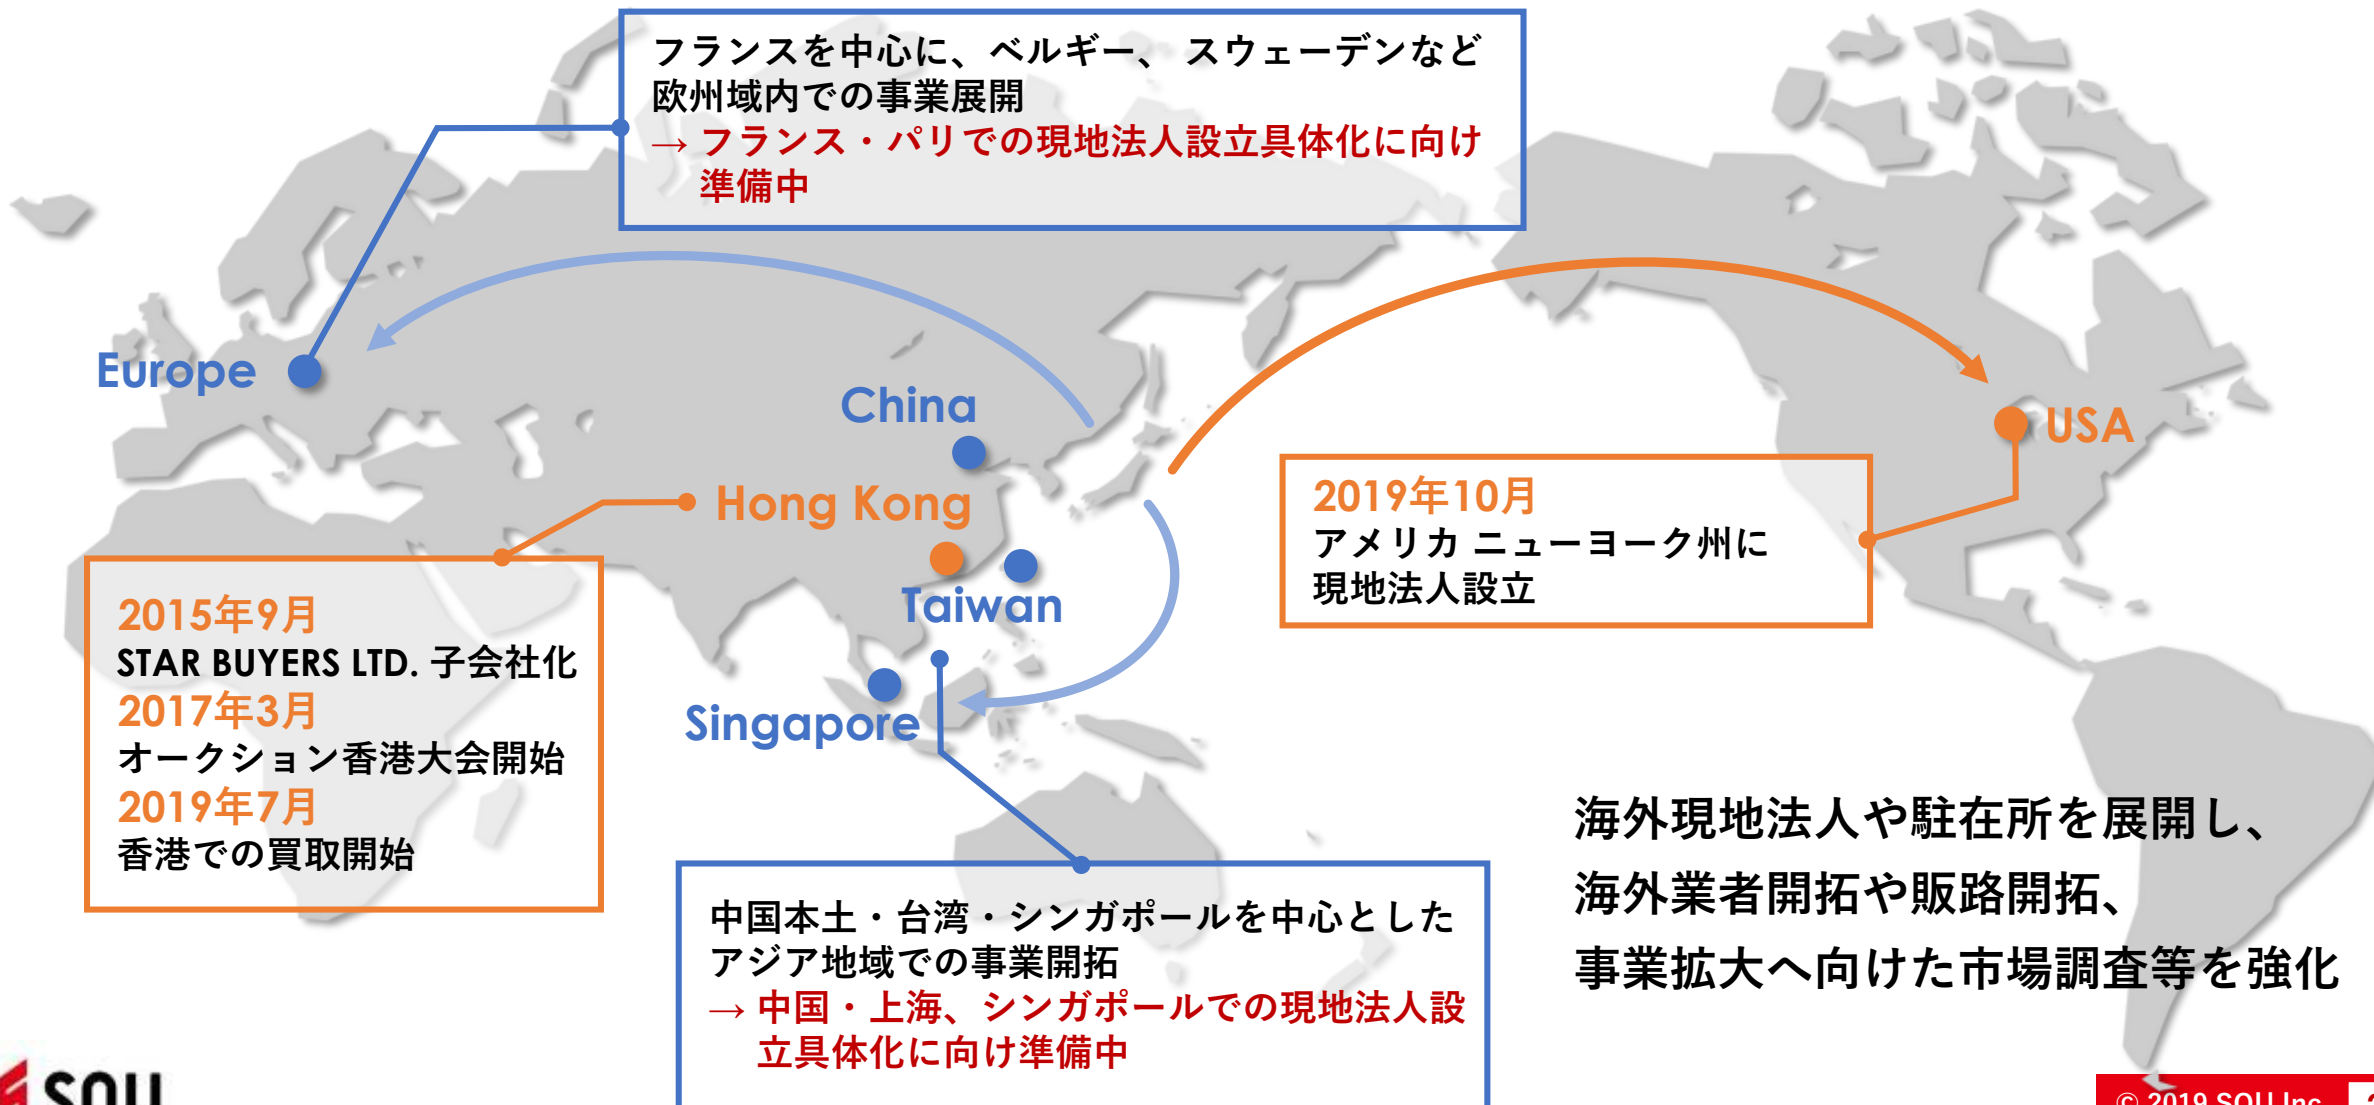 フランスを中心に、ベルギー、 スウェーデンなど
欧州域内での事業展開
→ フランス・パリでの現地法人設立具体化に向け
準備中
Europe
China
USA
Hong Kong
2019年10月
アメリカ ニューヨーク州に
現地法人設立
Taiwan
2015年9月
STAR BUYERS LTD. 子会社化
2017年3月
オークション香港大会開始
2019年7月
香港での買取開始
Singapore
海外現地法人や駐在所を展開し、
海外業者開拓や販路開拓、
事業拡大へ向けた市場調査等を強化
中国本土・台湾・シンガポールを中心とした
アジア地域での事業開拓
→ 中国・上海、シンガポールでの現地法人設
立具体化に向け準備中
SOU
© 2019 SOU Inc.